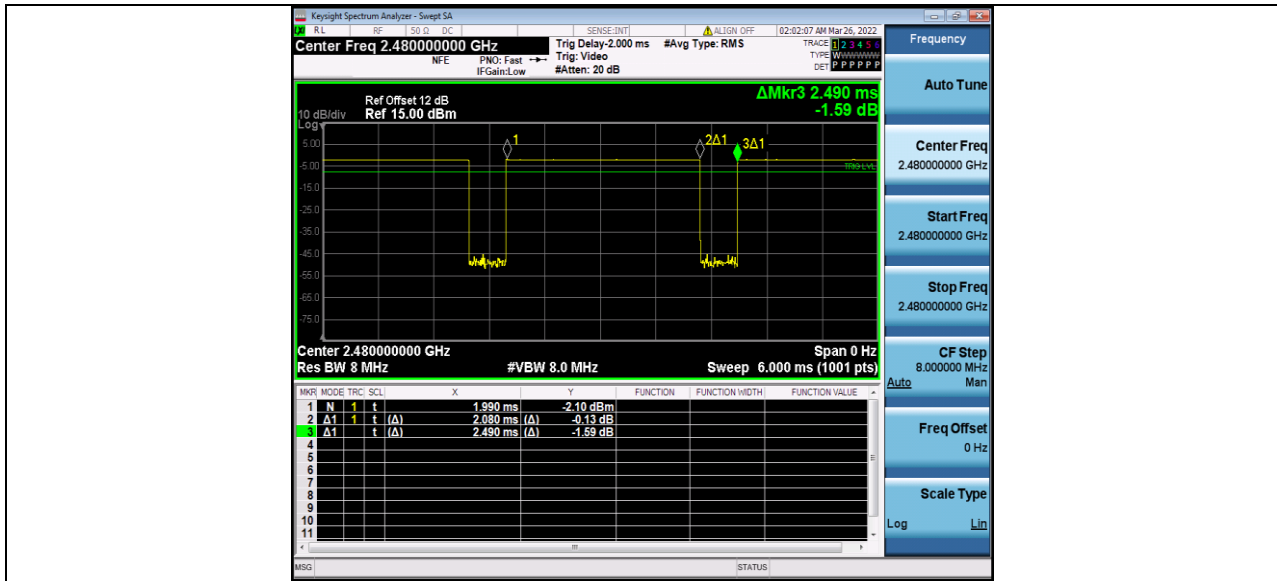 Keysight Spectrum Analyzer - Swept SA
RL RF 50 Ω DC SENSE:INT ALIGN OFF 02:02:07 AM Mar 26, 2022
Center Freq 2.480000000 GHz
NFE
PNO: Fast
IFGain:Low
Trig Delay-2.000 ms
Trig: Video
#Atten: 20 dB
#Avg Type: RMS
TRACE 1 2 3 4 5 6
TYPE W W W W W W
DET P P P P P P
ΔMkr3 2.490 ms
-1.59 dB
Ref Offset 12 dB
10 dB/div Ref 15.00 dBm
Log
5.00
-5.00
-15.0
-25.0
-35.0
-45.0
-55.0
-65.0
-75.0
1
2Δ1
3Δ1
TRIG LVL
Center 2.480000000 GHz Span 0 Hz
Res BW 8 MHz #VBW 8.0 MHz Sweep 6.000 ms (1001 pts)
MKR MODE TRC SCL X Y FUNCTION FUNCTION WIDTH FUNCTION VALUE
1 N 1 t 1.990 ms -2.10 dBm
2 Δ1 1 t (Δ) 2.080 ms (Δ) -0.13 dB
3 Δ1 t (Δ) 2.490 ms (Δ) -1.59 dB
4
5
6
7
8
9
10
11
MSG STATUS
Frequency
Auto Tune
Center Freq
2.480000000 GHz
Start Freq
2.480000000 GHz
Stop Freq
2.480000000 GHz
CF Step
8.000000 MHz
Auto Man
Freq Offset
0 Hz
Scale Type
Log Lin